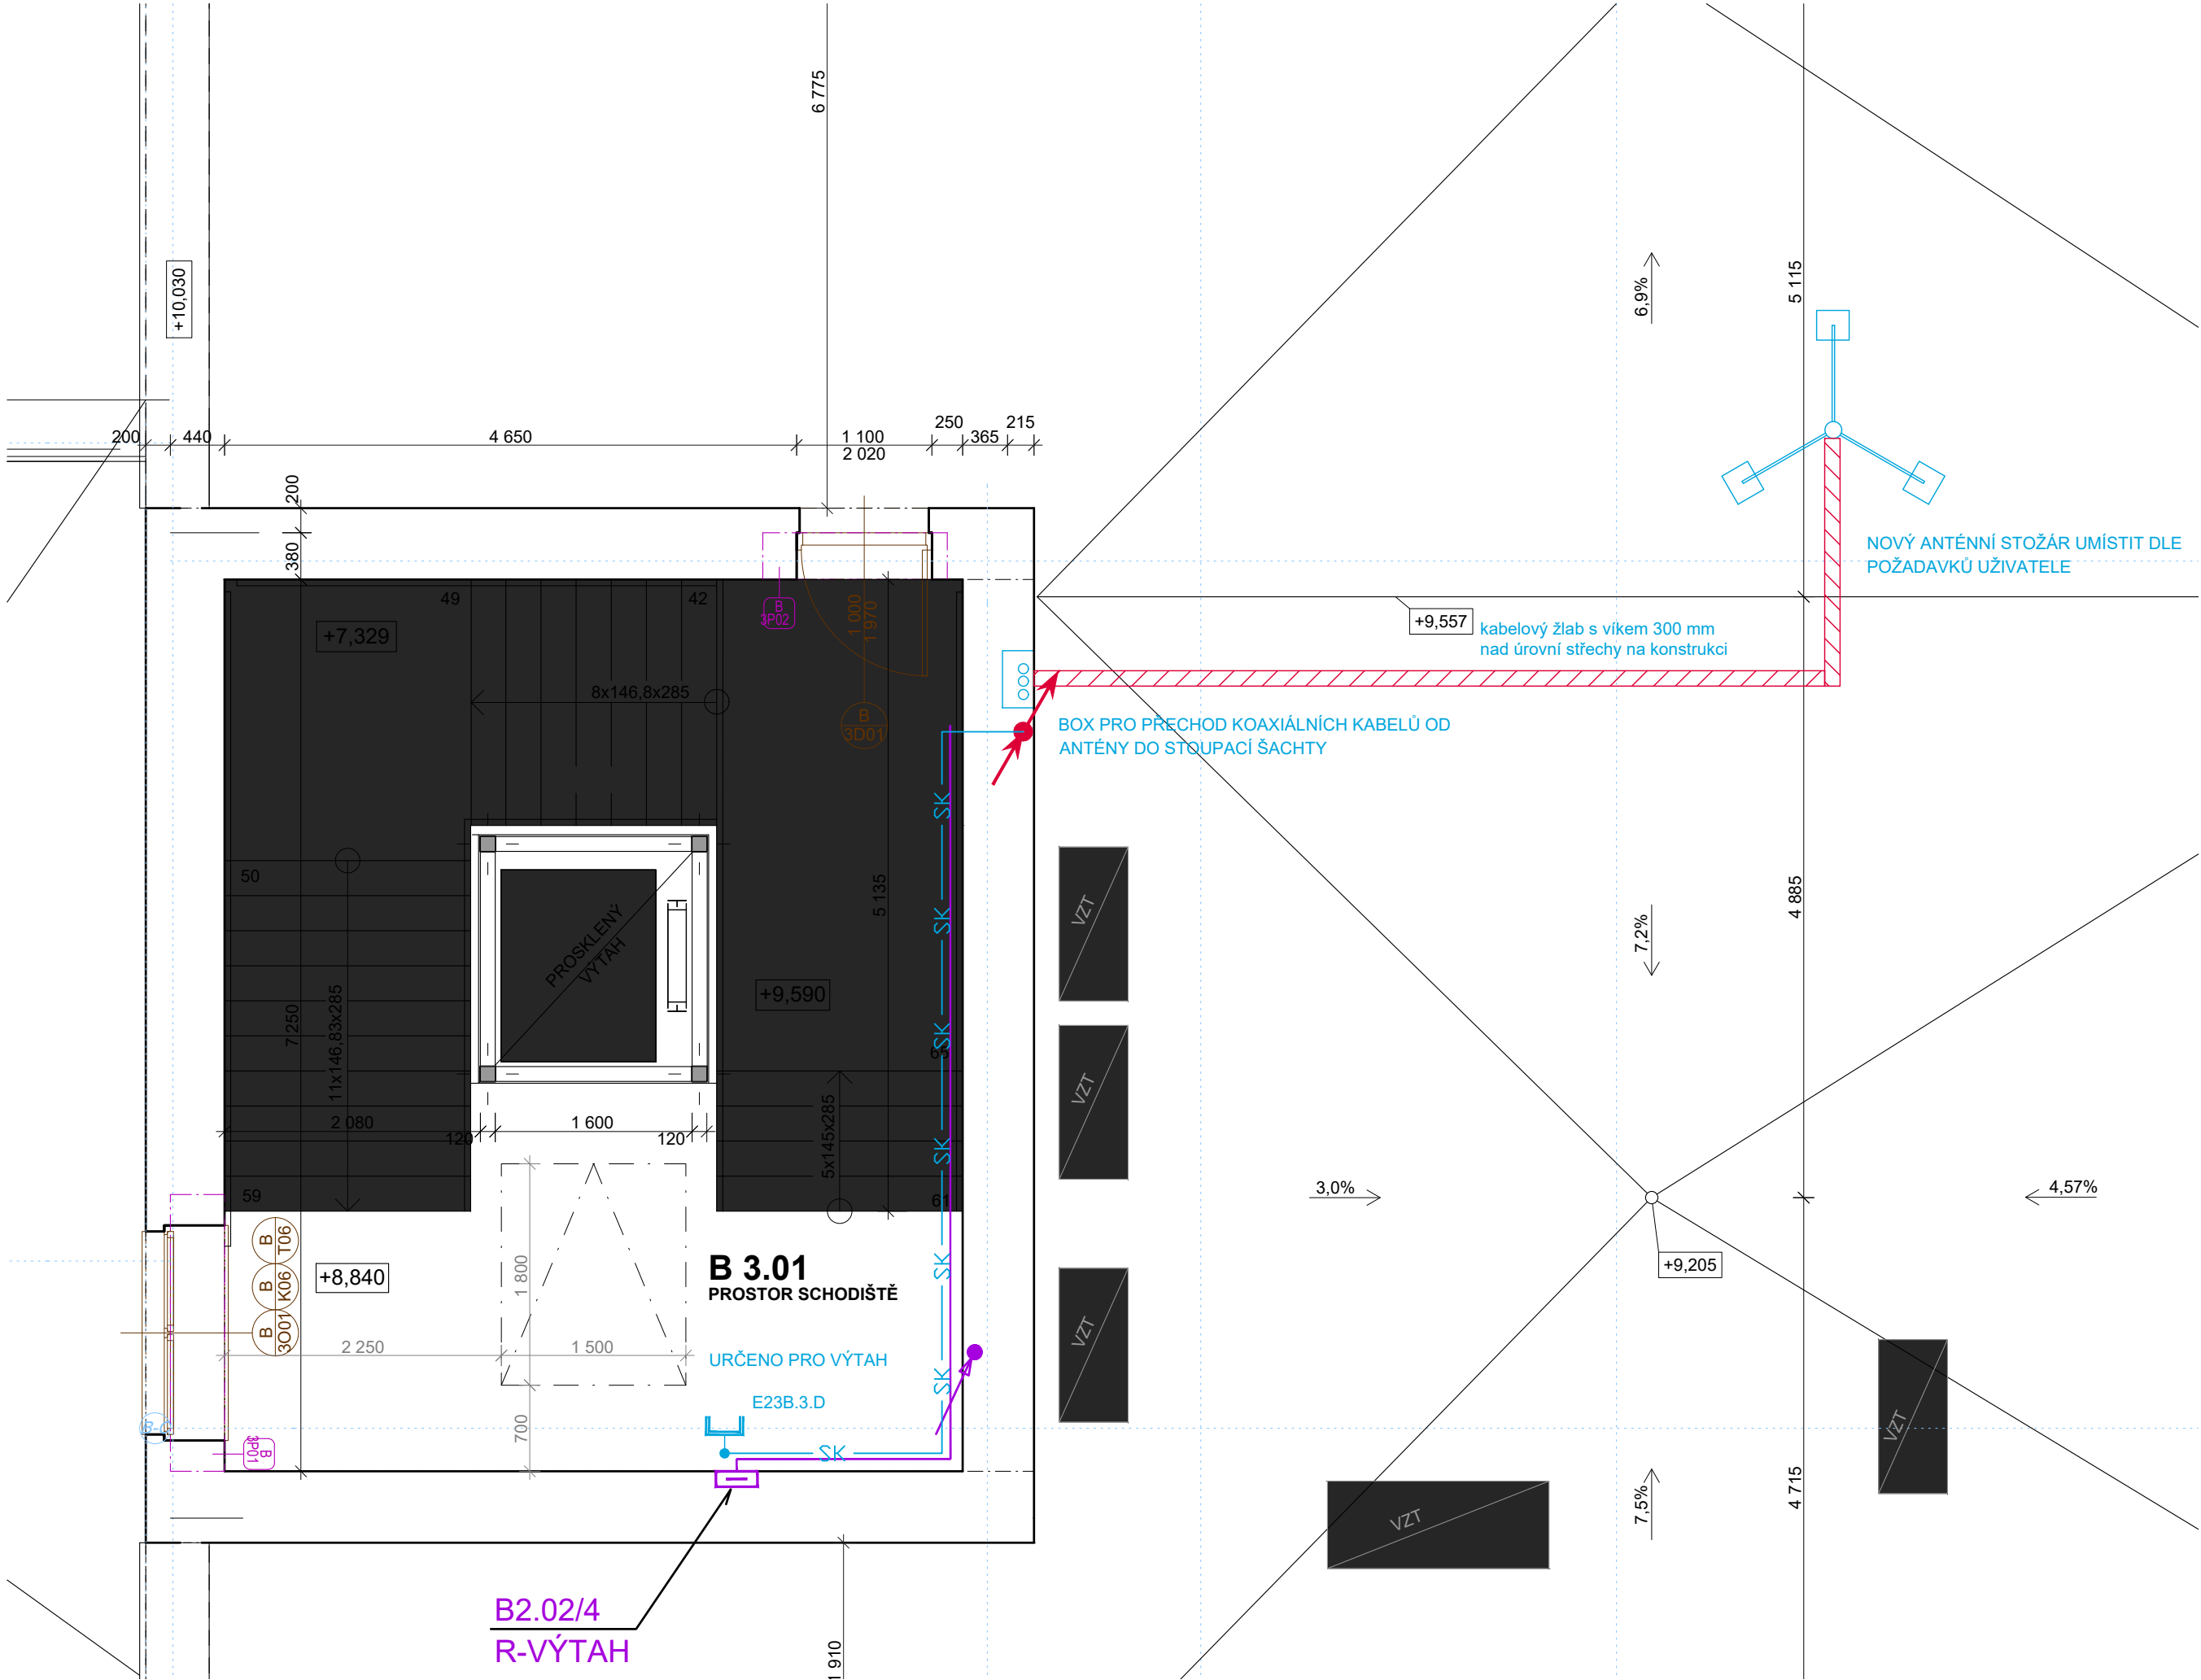 6 775
+10,030
6,9%
5 115
200
440
4 650
1 100
2 020
250
365
215
200
380
NOVÝ ANTÉNNÍ STOŽÁR UMÍSTIT DLE
POŽADAVKŮ UŽIVATELE
49
42
B
3P02
1 000
1 970
+7,329
+9,557
kabelový žlab s víkem 300 mm
nad úrovní střechy na konstrukci
8x146,8x285
B
3D01
BOX PRO PŘECHOD KOAXIÁLNÍCH KABELŮ OD
ANTÉNY DO STOUPACÍ ŠACHTY
SK
50
5 135
VZT
4 885
PROSKLENÝ
VÝTAH
SK
7,2%
+9,590
7 250
11x146,83x285
SK
65
VZT
2 080
120
1 600
120
5x145x285
SK
59
61
3,0%
4,57%
B
T06
B
K06
B
3O01
+8,840
1 800
B 3.01
PROSTOR SCHODIŠTĚ
SK
+9,205
2 250
1 500
URČENO PRO VÝTAH
SK
VZT
E23B.3.D
700
B
3P01
SK
VZT
VZT
7,5%
4 715
B2.02/4
R-VÝTAH
1 910